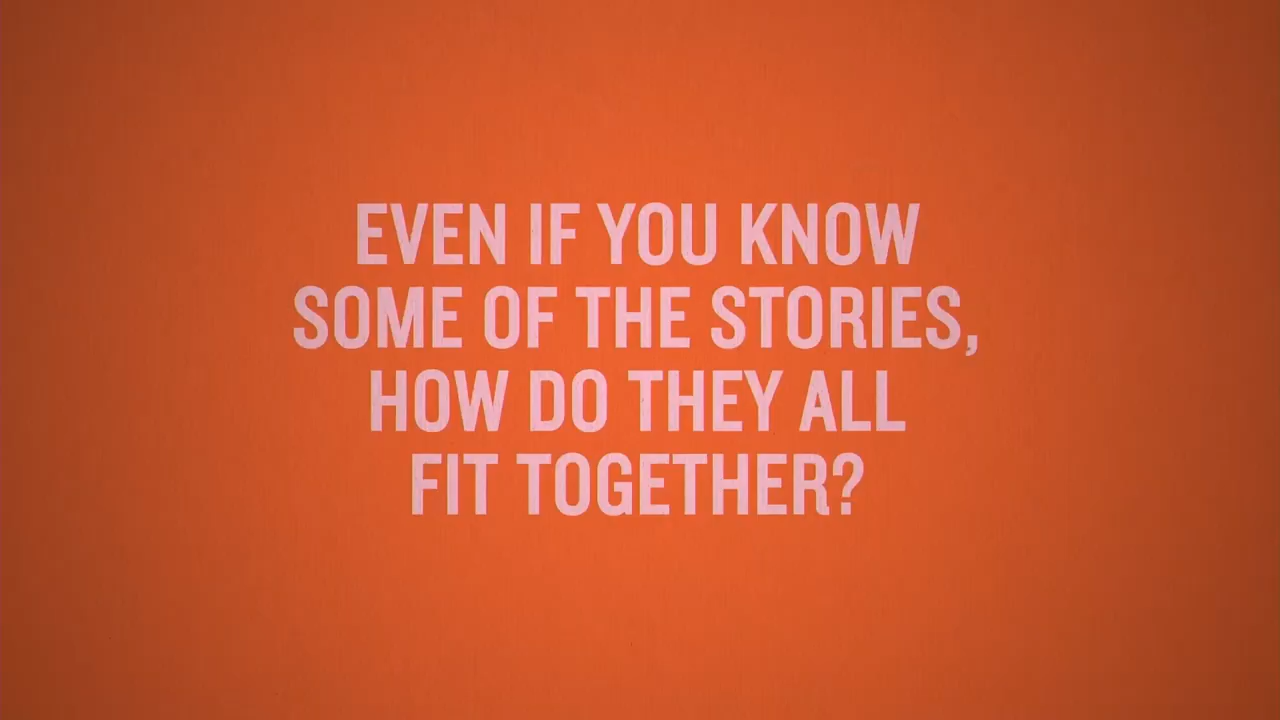 EVEN IF YOU KNOW
SOME OF THE STORIES,
HOW DO THEY ALL
FIT TOGETHER?